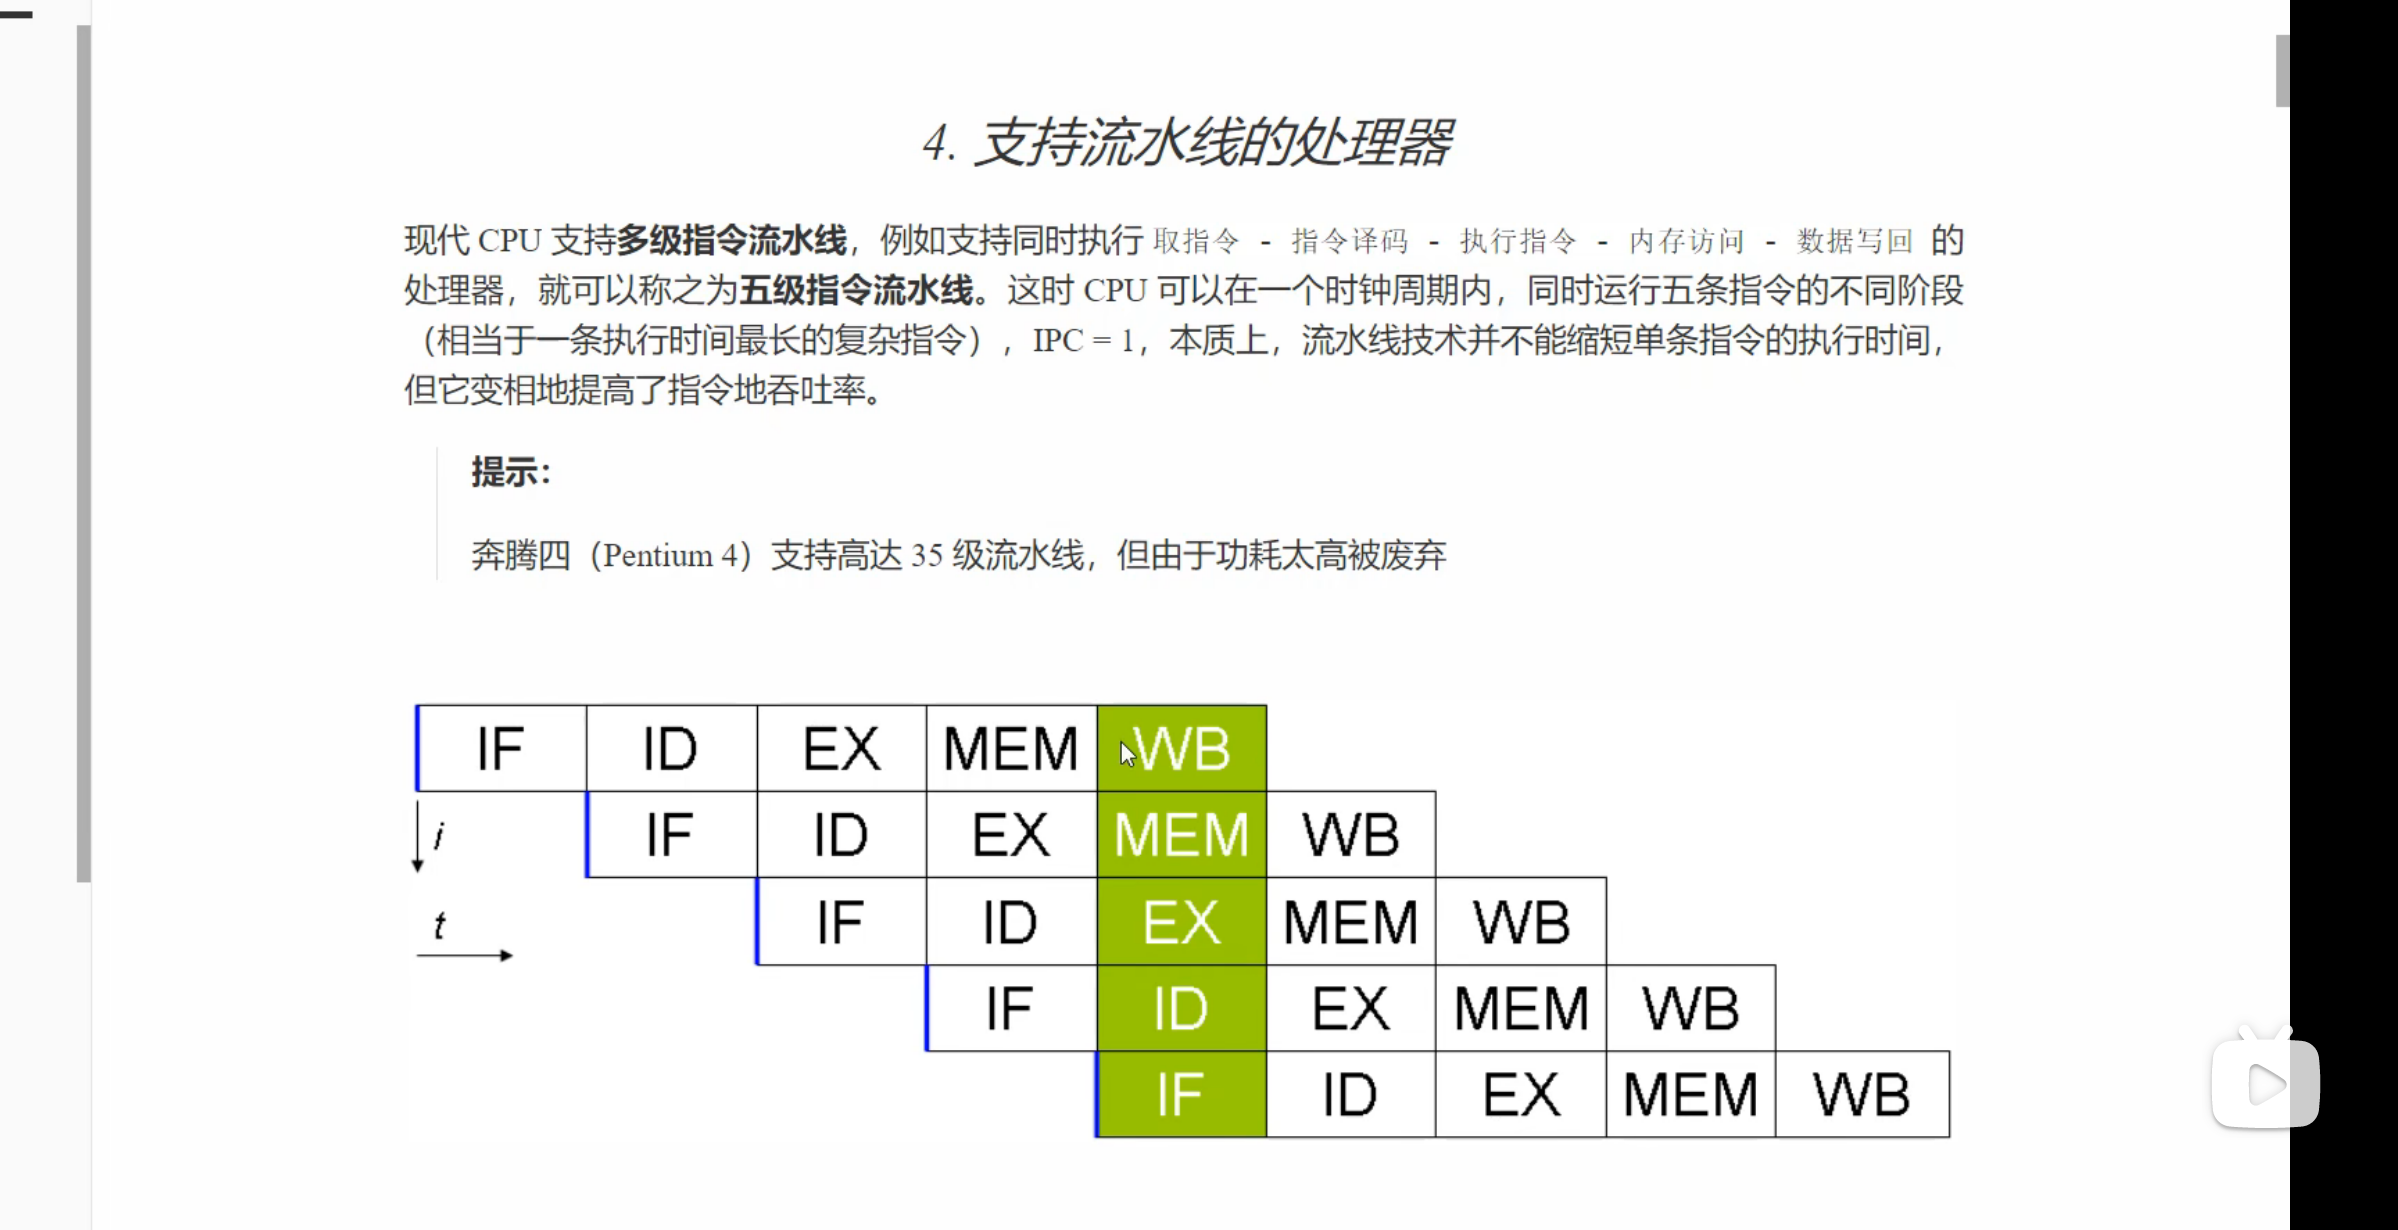 4. 支持流水线的处理器
现代 CPU 支持多级指令流水线，例如支持同时执行 取指令 - 指令译码 - 执行指令 - 内存访问 - 数据写回 的
处理器，就可以称之为五级指令流水线。这时 CPU 可以在一个时钟周期内，同时运行五条指令的不同阶段
（相当于一条执行时间最长的复杂指令），IPC = 1，本质上，流水线技术并不能缩短单条指令的执行时间，
但它变相地提高了指令地吞吐率。
提示：
奔腾四（Pentium 4）支持高达 35 级流水线，但由于功耗太高被废弃
IF ID EX MEM WB
i IF ID EX MEM WB
t IF ID EX MEM WB
IF ID EX MEM WB
IF ID EX MEM WB